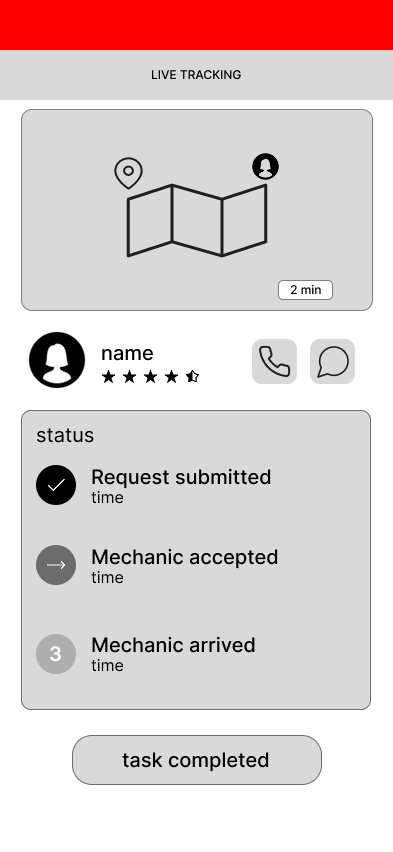 LIVE TRACKING
2 min
name
status
Request submitted
time
Mechanic accepted
time
3
Mechanic arrived
time
task completed